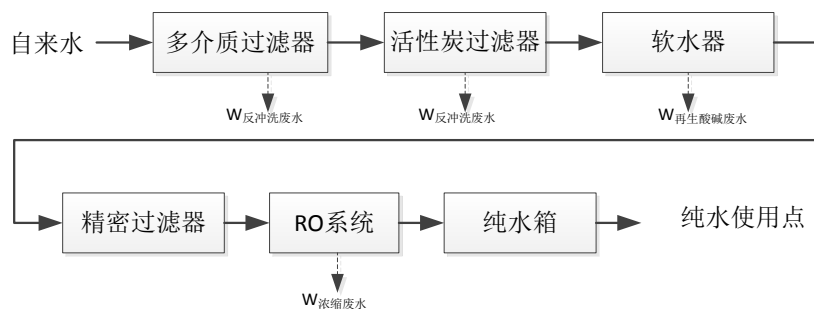 自来水 多介质过滤器 活性炭过滤器 软水器
W反冲洗废水 W反冲洗废水 W再生酸碱废水
精密过滤器 RO系统 纯水箱 纯水使用点
W浓缩废水